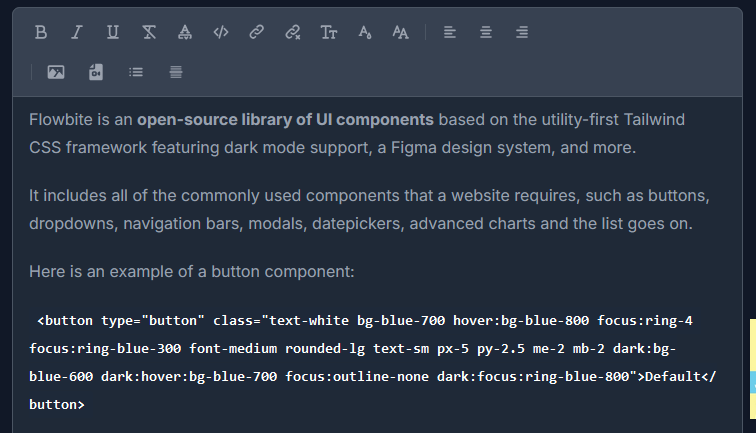 Flowbite is an open-source library of UI components based on the utility-first Tailwind
CSS framework featuring dark mode support, a Figma design system, and more.
It includes all of the commonly used components that a website requires, such as buttons,
dropdowns, navigation bars, modals, datepickers, advanced charts and the list goes on.
Here is an example of a button component:
<button type="button" class="text-white bg-blue-700 hover:bg-blue-800 focus:ring-4
focus:ring-blue-300 font-medium rounded-lg text-sm px-5 py-2.5 me-2 mb-2 dark:bg-
blue-600 dark:hover:bg-blue-700 focus:outline-none dark:focus:ring-blue-800">Default</
button>